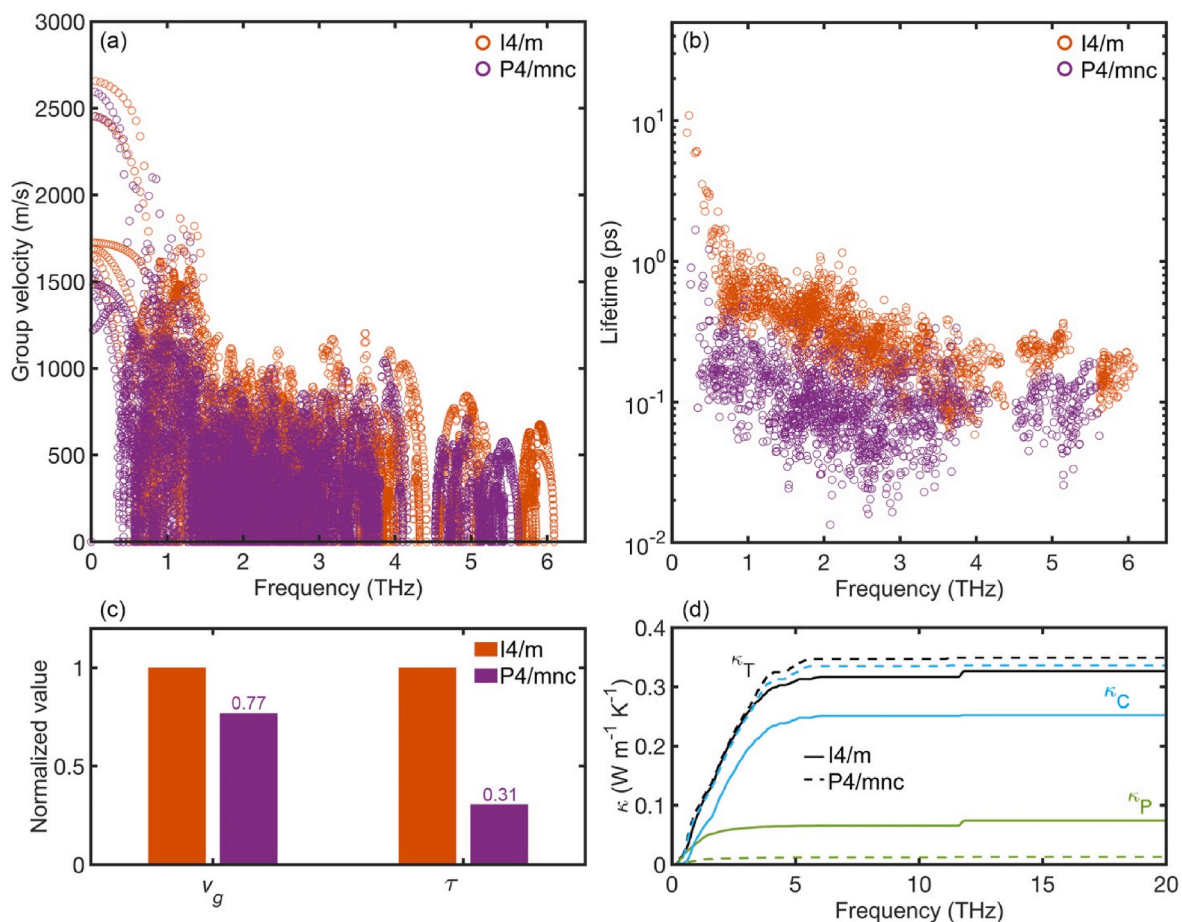 (a)
I4/m
P4/mnc
3000
2500
2000
1500
1000
500
0
Group velocity (m/s)
0 1 2 3 4 5 6
Frequency (THz)
(b)
I4/m
P4/mnc
10¹
10⁰
10⁻¹
10⁻²
Lifetime (ps)
0 1 2 3 4 5 6
Frequency (THz)
(c)
I4/m
P4/mnc
1
0.5
0
Normalized value
0.77
0.31
v_g
τ
(d)
0.4
0.3
0.2
0.1
0
κ (W m⁻¹ K⁻¹)
κ_T
κ_C
I4/m
P4/mnc
κ_P
0 5 10 15 20
Frequency (THz)